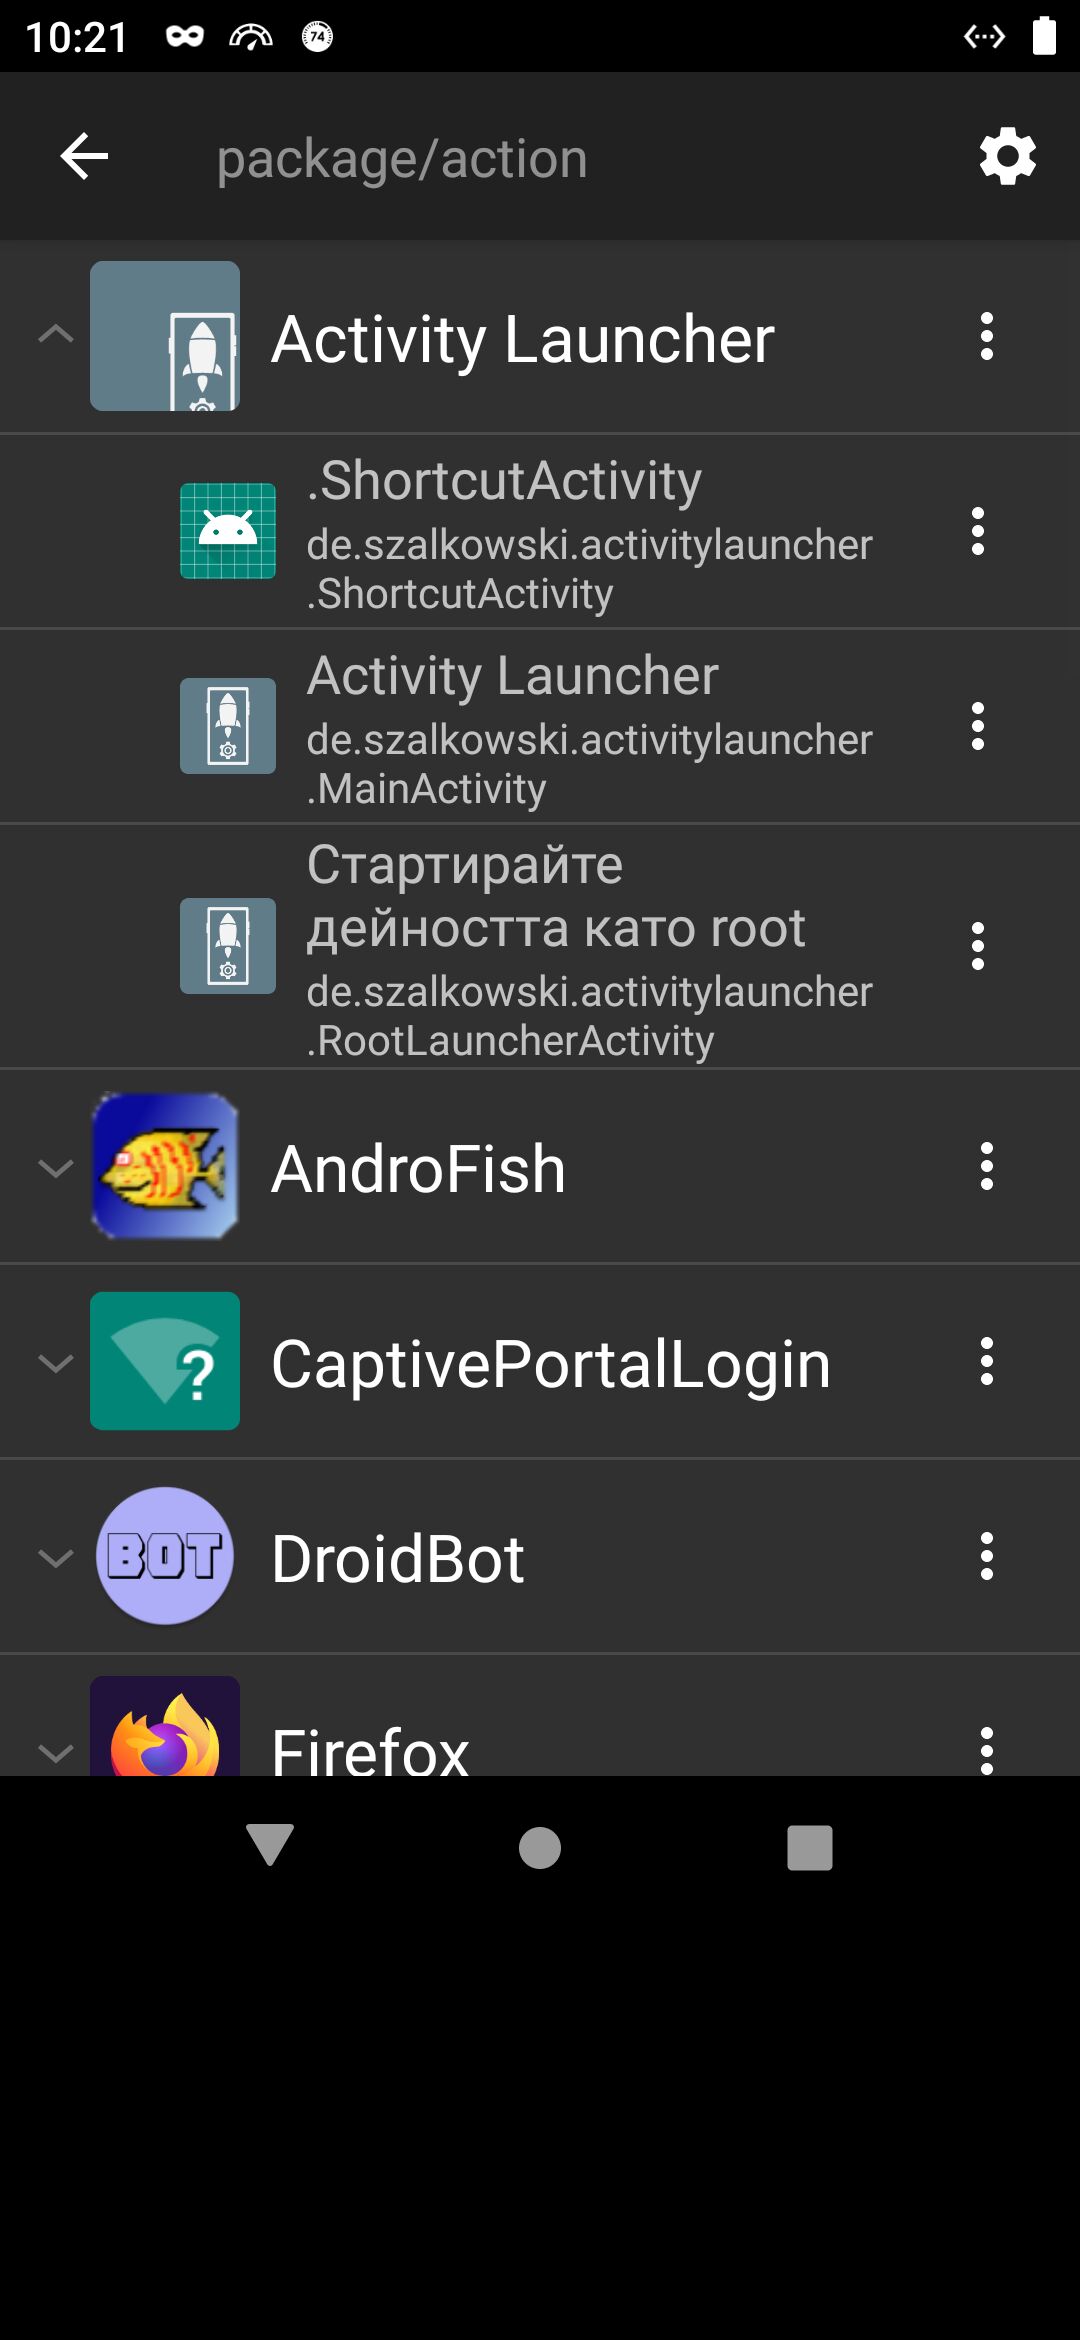 10:21
74
package/action
Activity Launcher
.ShortcutActivity
de.szalkowski.activitylauncher
.ShortcutActivity
Activity Launcher
de.szalkowski.activitylauncher
.MainActivity
Стартирайте
дейността като root
de.szalkowski.activitylauncher
.RootLauncherActivity
AndroFish
?
CaptivePortalLogin
BOT
DroidBot
Firefox